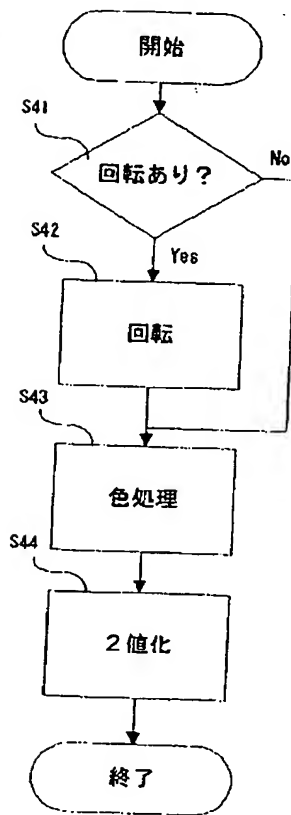 開始
S41
回転あり?
No
Yes
S42
回転
S43
色処理
S44
2値化
終了